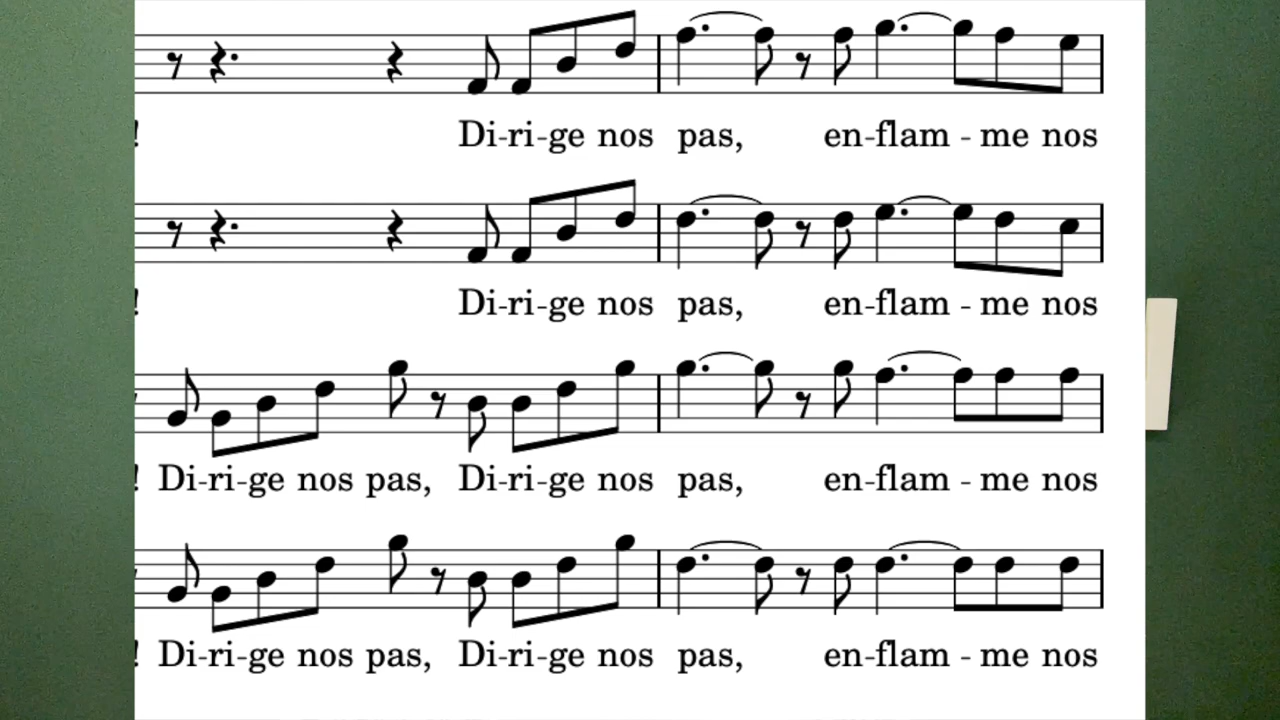 ! Di-ri-ge nos pas, en-flam - me nos
! Di-ri-ge nos pas, en-flam - me nos
! Di-ri-ge nos pas, Di-ri-ge nos pas, en-flam - me nos
! Di-ri-ge nos pas, Di-ri-ge nos pas, en-flam - me nos